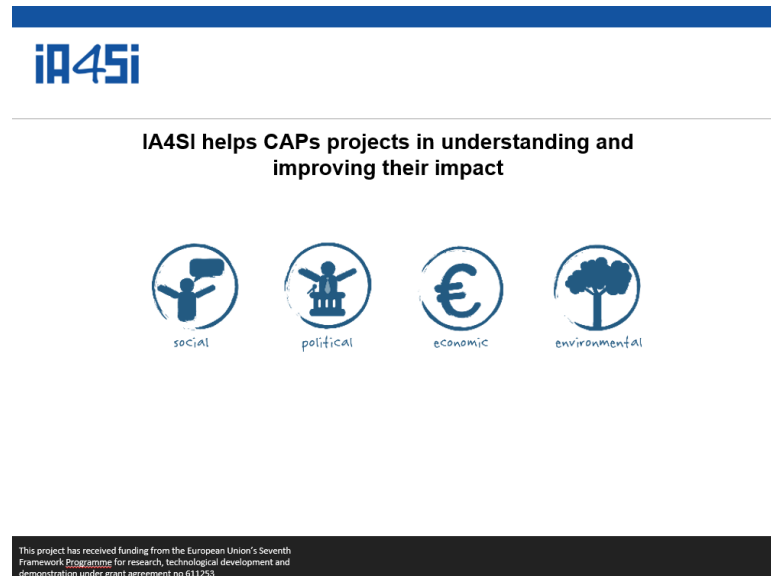 iA4Si
IA4SI helps CAPs projects in understanding and
improving their impact
social
political
economic
environmental
This project has received funding from the European Union's Seventh
Framework Programme for research, technological development and
demonstration under grant agreement no 611253